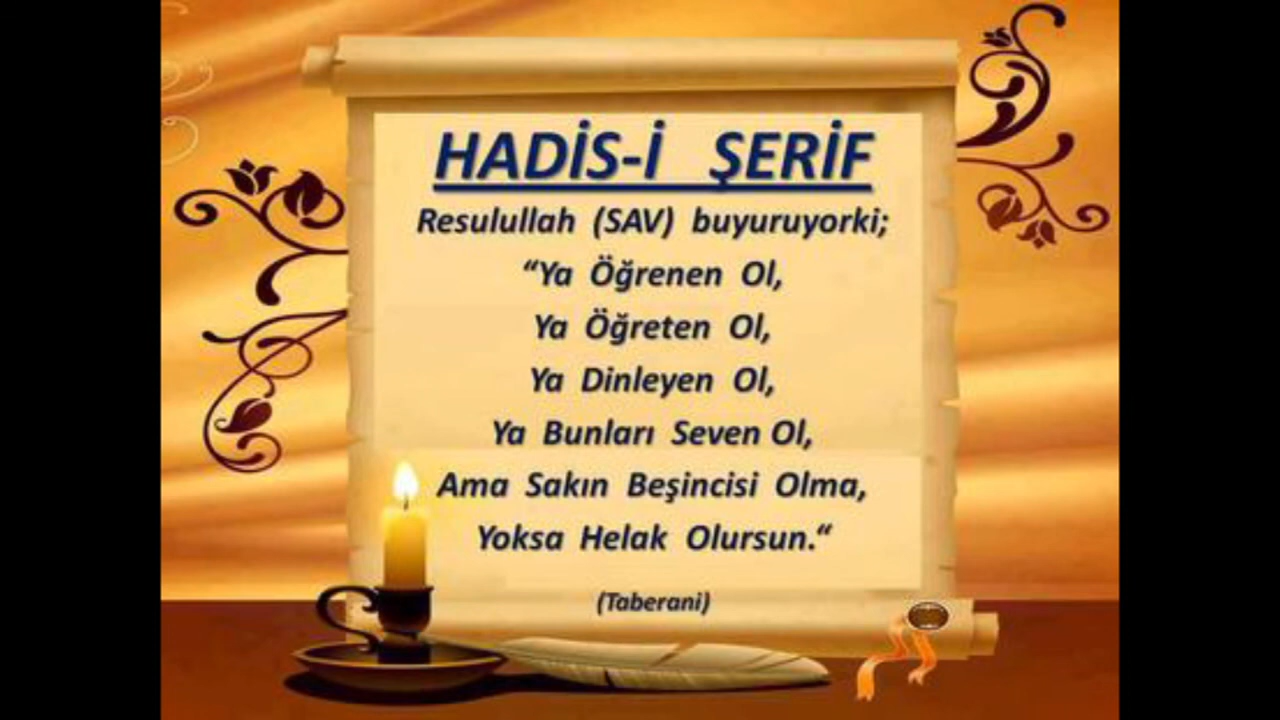 HADİS-İ ŞERİF
Resulullah (SAV) buyuruyorki;
“Ya Öğrenen Ol,
Ya Öğreten Ol,
Ya Dinleyen Ol,
Ya Bunları Seven Ol,
Ama Sakın Beşincisi Olma,
Yoksa Helak Olursun.“
(Taberani)